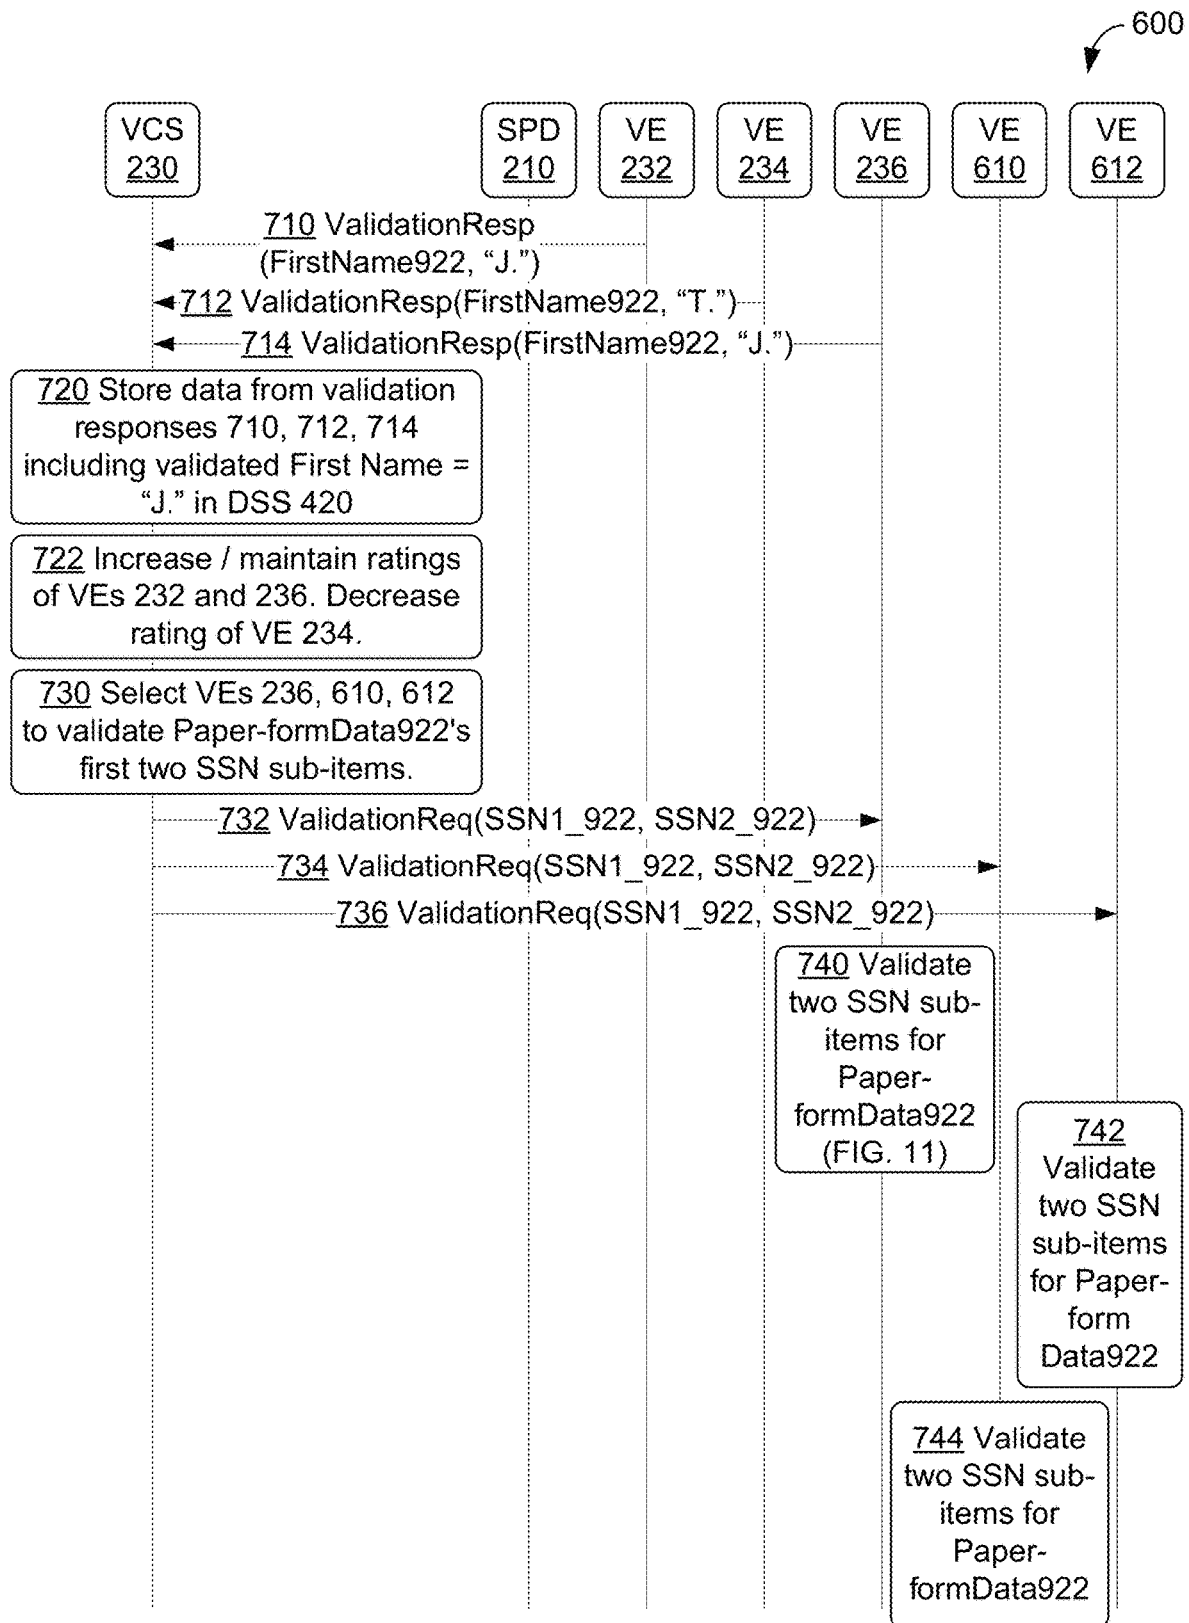 600
VCS
230
SPD
210
VE
232
VE
234
VE
236
VE
610
VE
612
710 ValidationResp
(FirstName922, “J.”)
712 ValidationResp(FirstName922, “T.”)
714 ValidationResp(FirstName922, “J.”)
720 Store data from validation
responses 710, 712, 714
including validated First Name =
“J.” in DSS 420
722 Increase / maintain ratings
of VEs 232 and 236. Decrease
rating of VE 234.
730 Select VEs 236, 610, 612
to validate Paper-formData922's
first two SSN sub-items.
732 ValidationReq(SSN1_922, SSN2_922)
734 ValidationReq(SSN1_922, SSN2_922)
736 ValidationReq(SSN1_922, SSN2_922)
740 Validate
two SSN sub-
items for
Paper-
formData922
(FIG. 11)
742
Validate
two SSN
sub-items
for Paper-
form
Data922
744 Validate
two SSN sub-
items for
Paper-
formData922